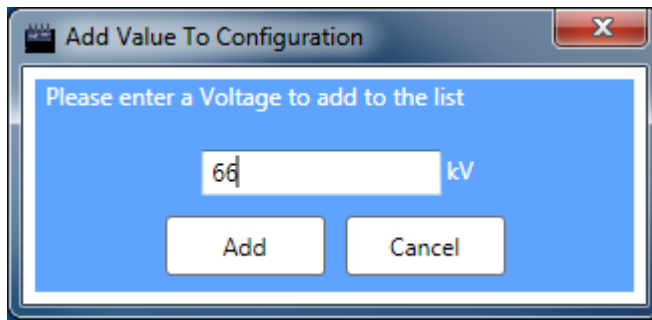 Add Value To Configuration
Please enter a Voltage to add to the list
66 kV
Add Cancel